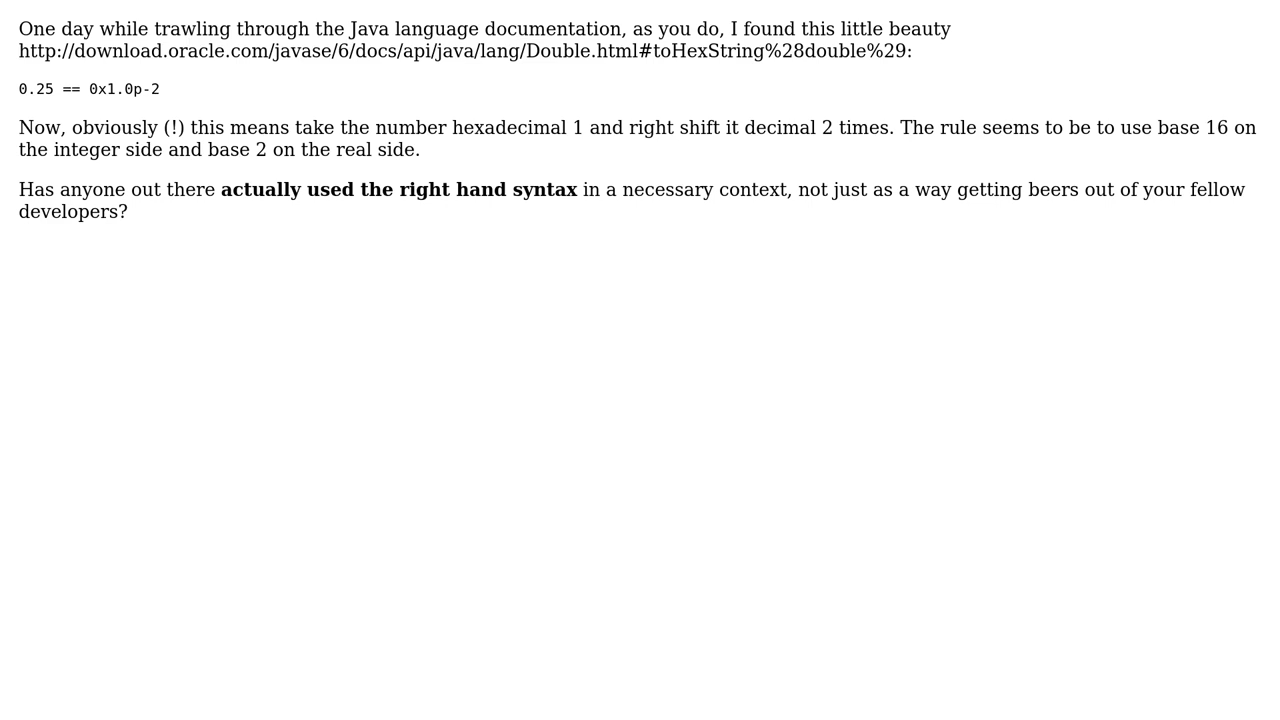 One day while trawling through the Java language documentation, as you do, I found this little beauty
http://download.oracle.com/javase/6/docs/api/java/lang/Double.html#toHexString%28double%29:
0.25 == 0x1.0p-2
Now, obviously (!) this means take the number hexadecimal 1 and right shift it decimal 2 times. The rule seems to be to use base 16 on
the integer side and base 2 on the real side.
Has anyone out there actually used the right hand syntax in a necessary context, not just as a way getting beers out of your fellow
developers?